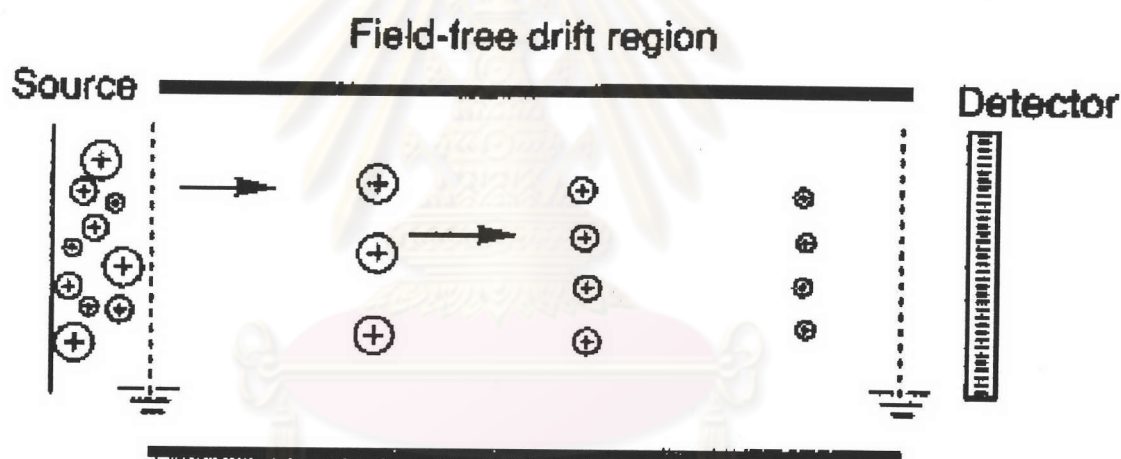 Field-free drift region
Source
Detector
+ + + + + + + + + + + + + + + + + + + + +